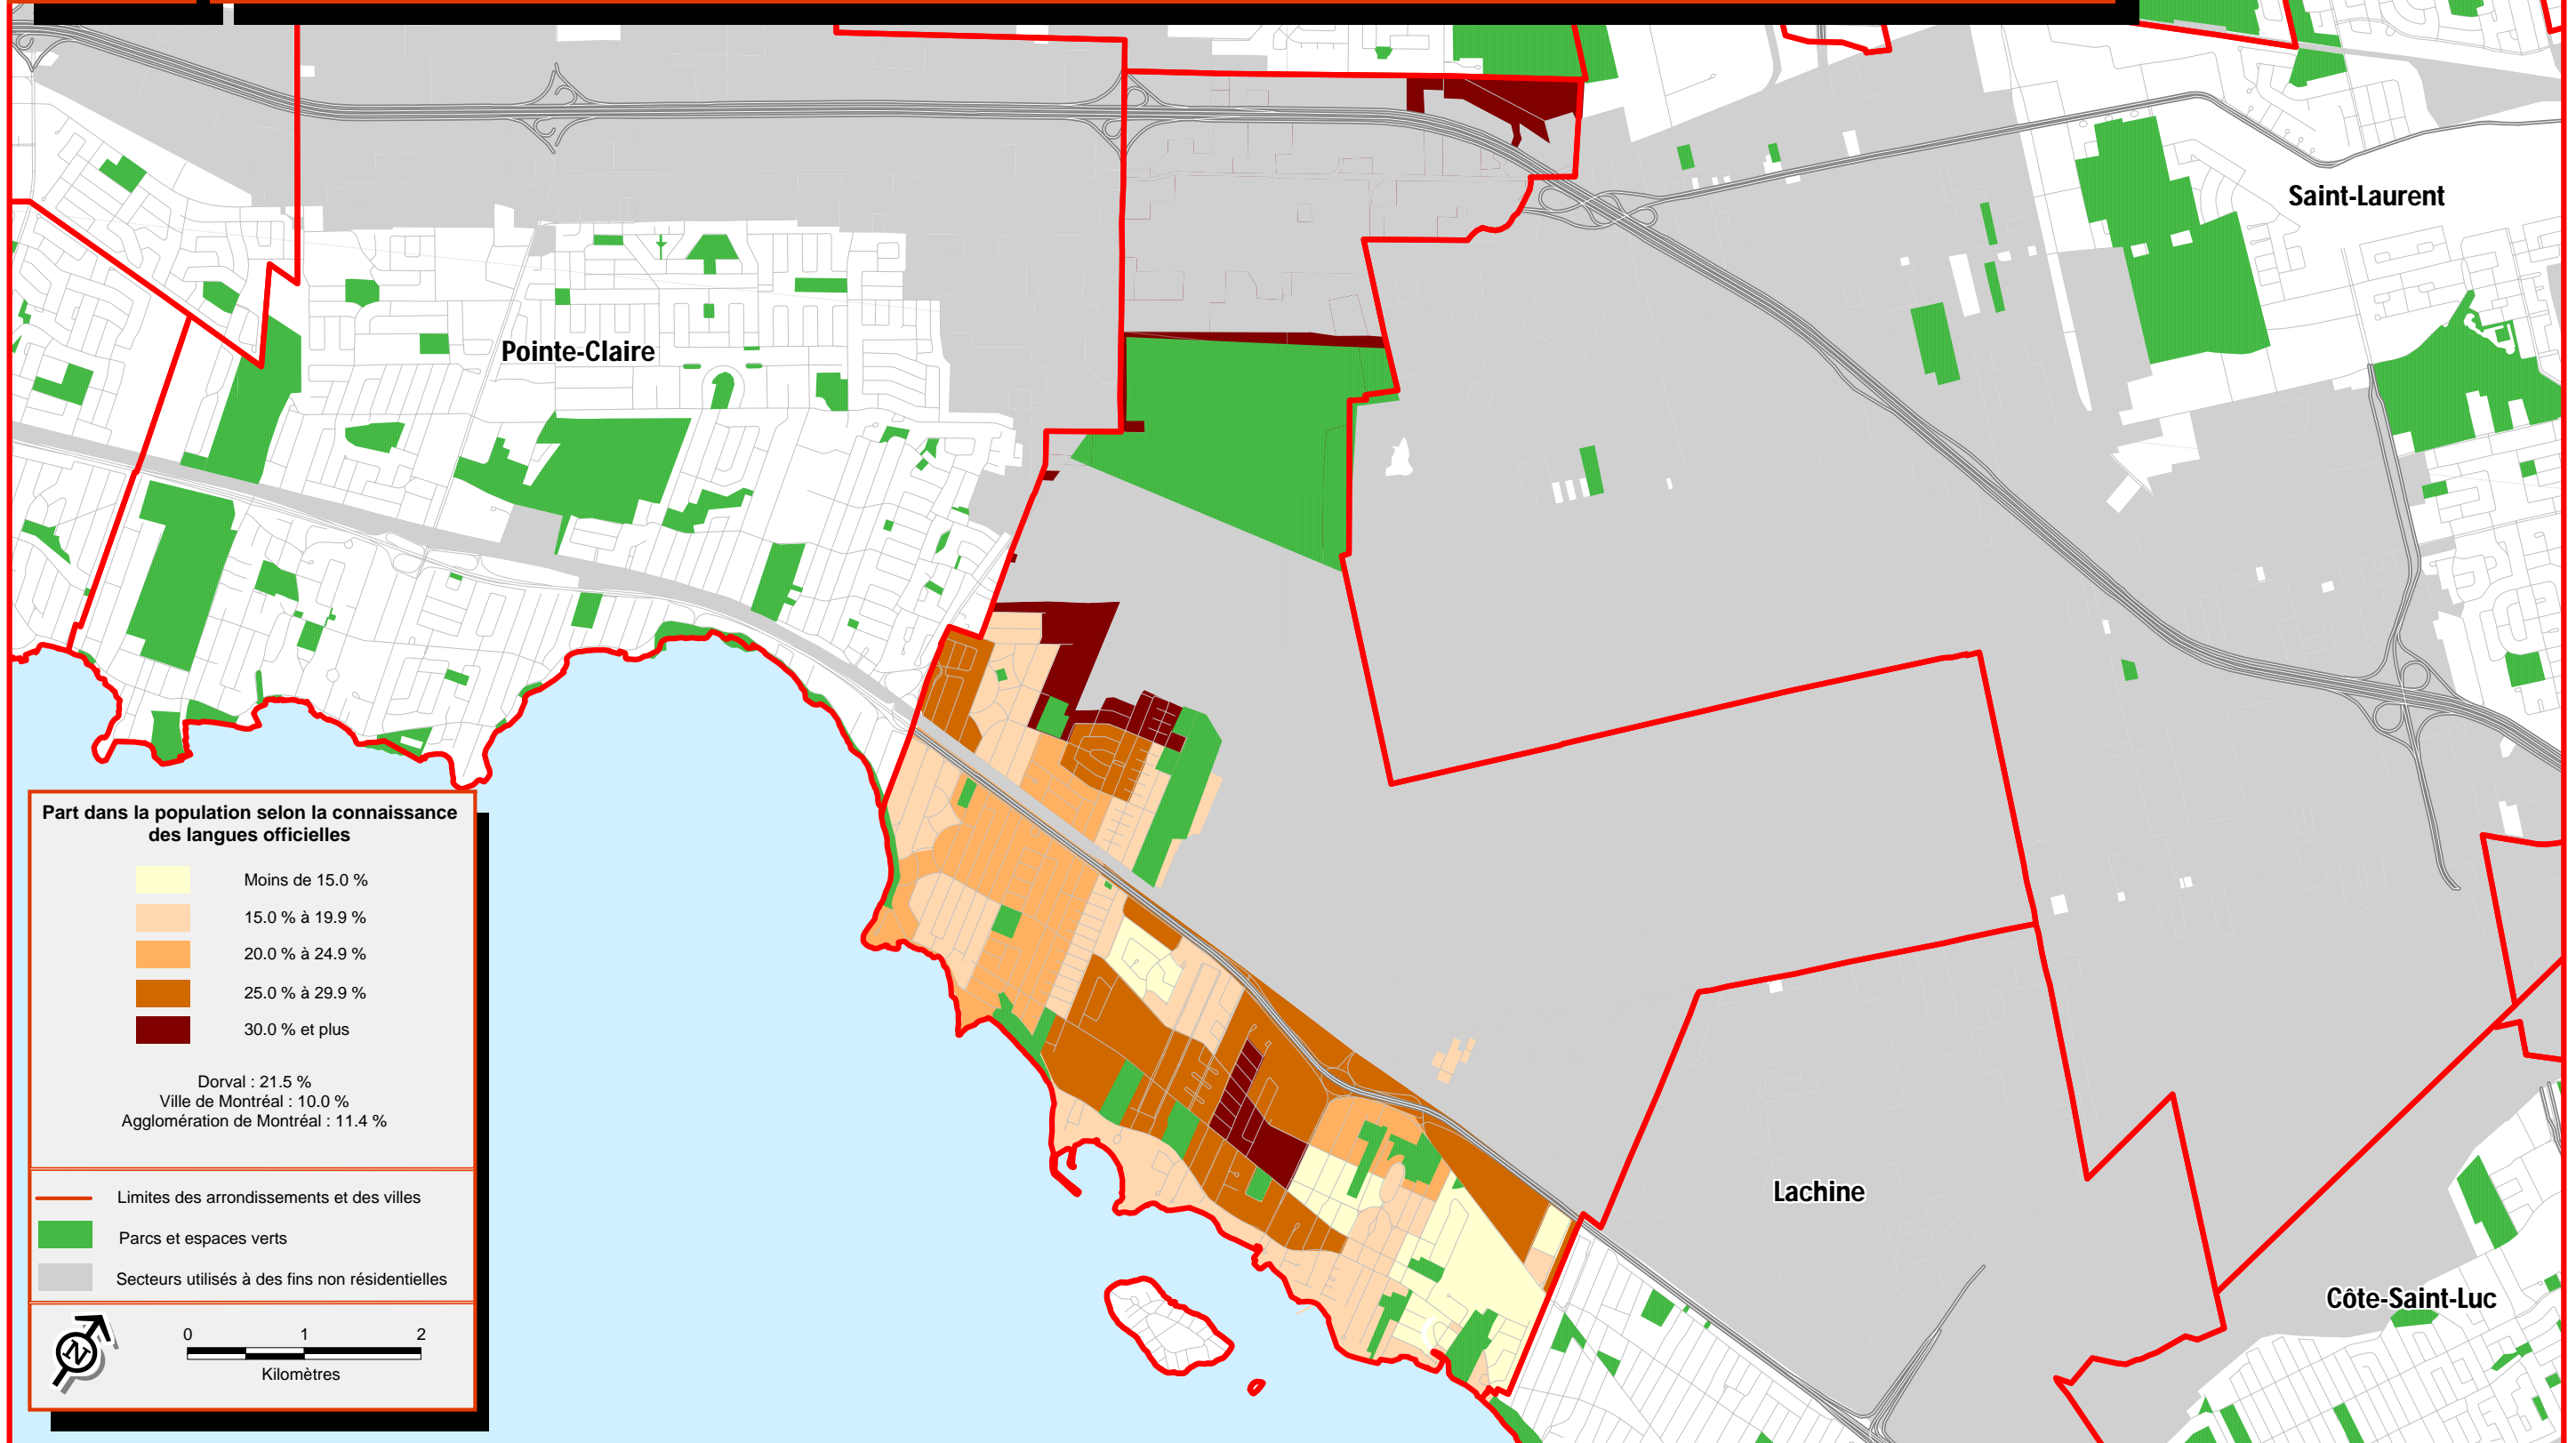 Saint-Laurent
Pointe-Claire
Part dans la population selon la connaissance
des langues officielles
Moins de 15.0 %
15.0 % à 19.9 %
20.0 % à 24.9 %
25.0 % à 29.9 %
30.0 % et plus
Dorval : 21.5 %
Ville de Montréal : 10.0 %
Agglomération de Montréal : 11.4 %
Lachine
Limites des arrondissements et des villes
Parcs et espaces verts
Secteurs utilisés à des fins non résidentielles
Côte-Saint-Luc
N
0 1 2
Kilomètres